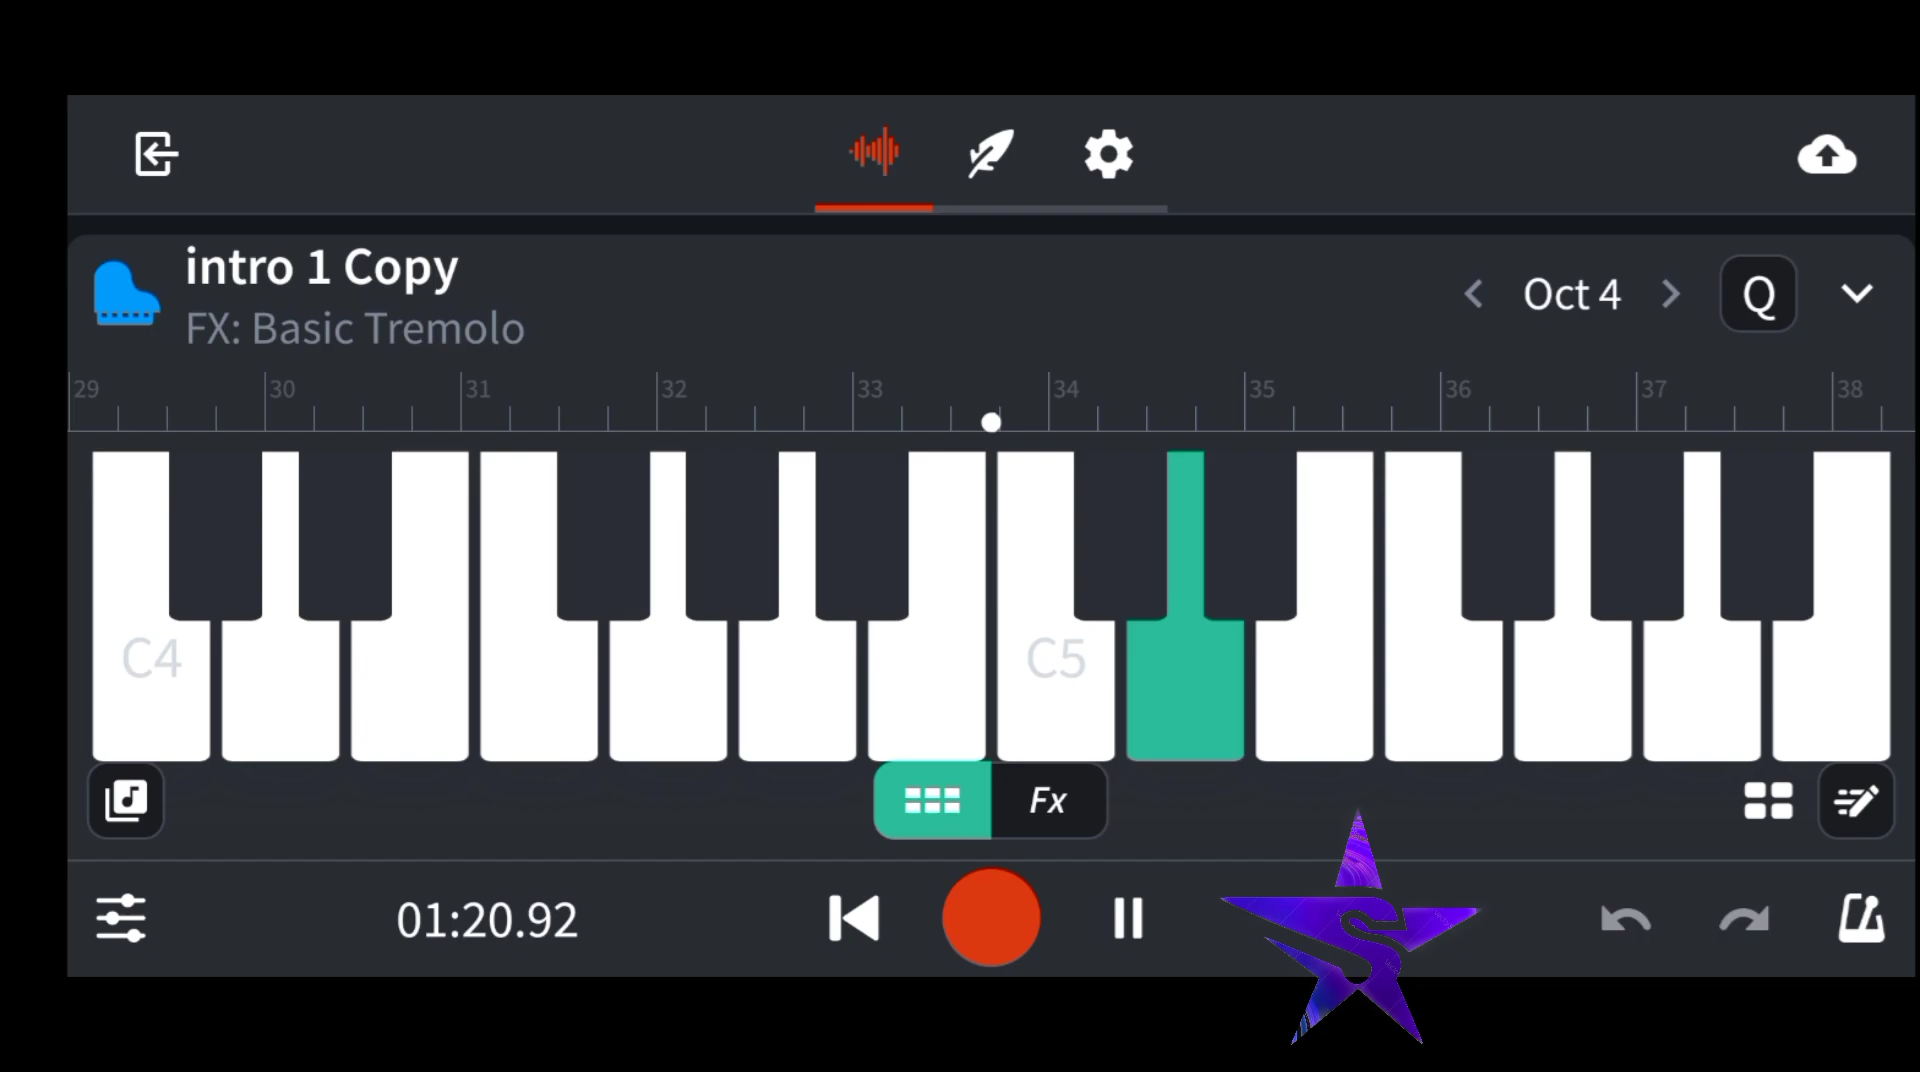 intro 1 Copy
FX: Basic Tremolo
Oct 4
Q
29 30 31 32 33 34 35 36 37 38
C4 C5
Fx
01:20.92
S